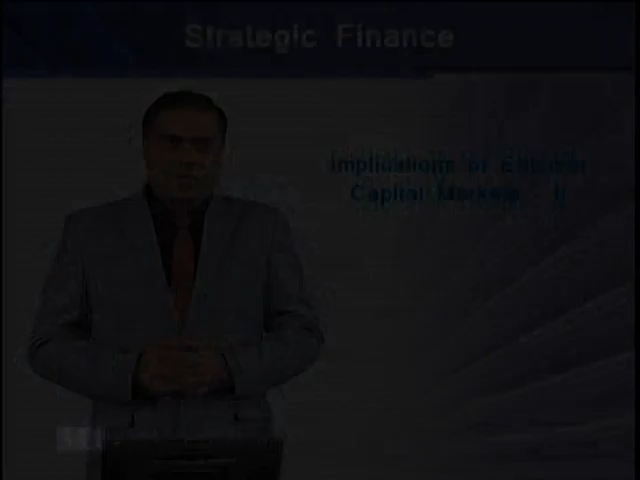 Strategic Finance
Implications of Efficient
Capital Markets